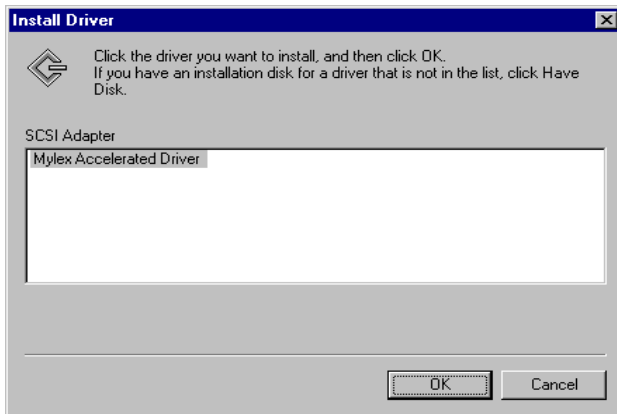 Install Driver
Click the driver you want to install, and then click OK.
If you have an installation disk for a driver that is not in the list, click Have
Disk.
SCSI Adapter
Mylex Accelerated Driver
OK
Cancel